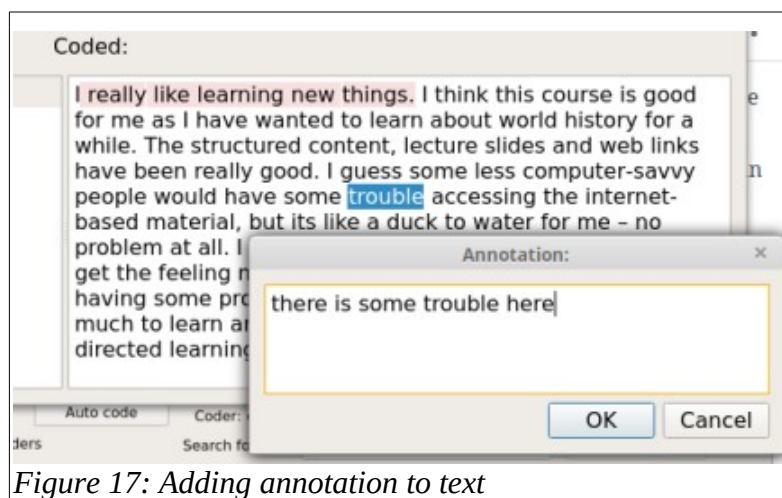 Coded:
I really like learning new things. I think this course is good
for me as I have wanted to learn about world history for a
while. The structured content, lecture slides and web links
have been really good. I guess some less computer-savvy
people would have some trouble accessing the internet-
based material, but its like a duck to water for me – no
problem at all. I
get the feeling
having some
much to learn
directed learning
Annotation:
there is some trouble here
OK Cancel
Auto code Coder:
Search
Figure 17: Adding annotation to text